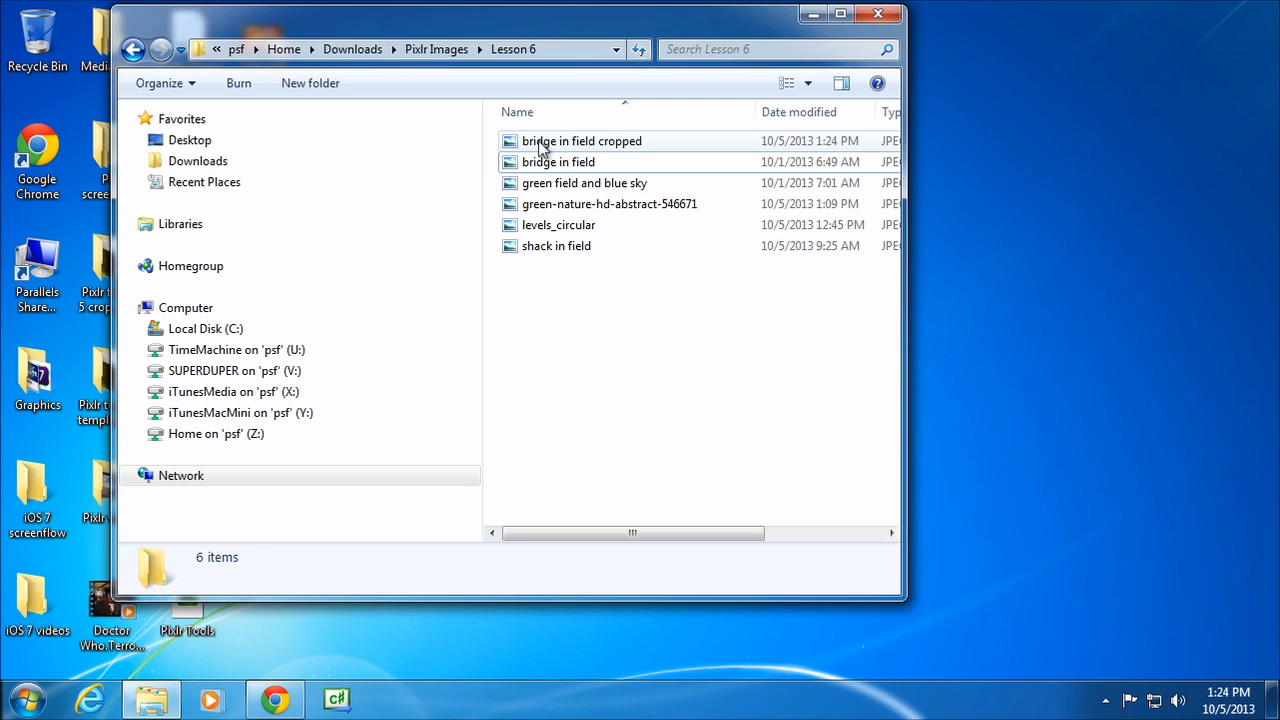 psf Home Downloads Pixlr Images Lesson 6
Search Lesson 6
Organize Burn New folder
Name Date modified Typ
bridge in field cropped 10/5/2013 1:24 PM JPE
bridge in field 10/1/2013 6:49 AM JPE
green field and blue sky 10/1/2013 7:01 AM JPE
green-nature-hd-abstract-546671 10/5/2013 1:09 PM JPE
levels_circular 10/5/2013 12:45 PM JPE
shack in field 10/5/2013 9:25 AM JPE
Favorites
Desktop
Downloads
Recent Places
Libraries
Homegroup
Computer
Local Disk (C:)
TimeMachine on 'psf' (U:)
SUPERDUPER on 'psf' (V:)
iTunesMedia on 'psf' (X:)
iTunesMacMini on 'psf' (Y:)
Home on 'psf' (Z:)
Network
6 items
Recycle Bin
Media
Google
Chrome
P
screen
Parallels
Share...
Pixlr t
5 crop
Graphics
Pixlr t
templ
iOS 7
screenflow
Pixlr v
iOS 7 videos
Doctor
Who.Terro...
Pixlr Tools
C#
1:24 PM
10/5/2013